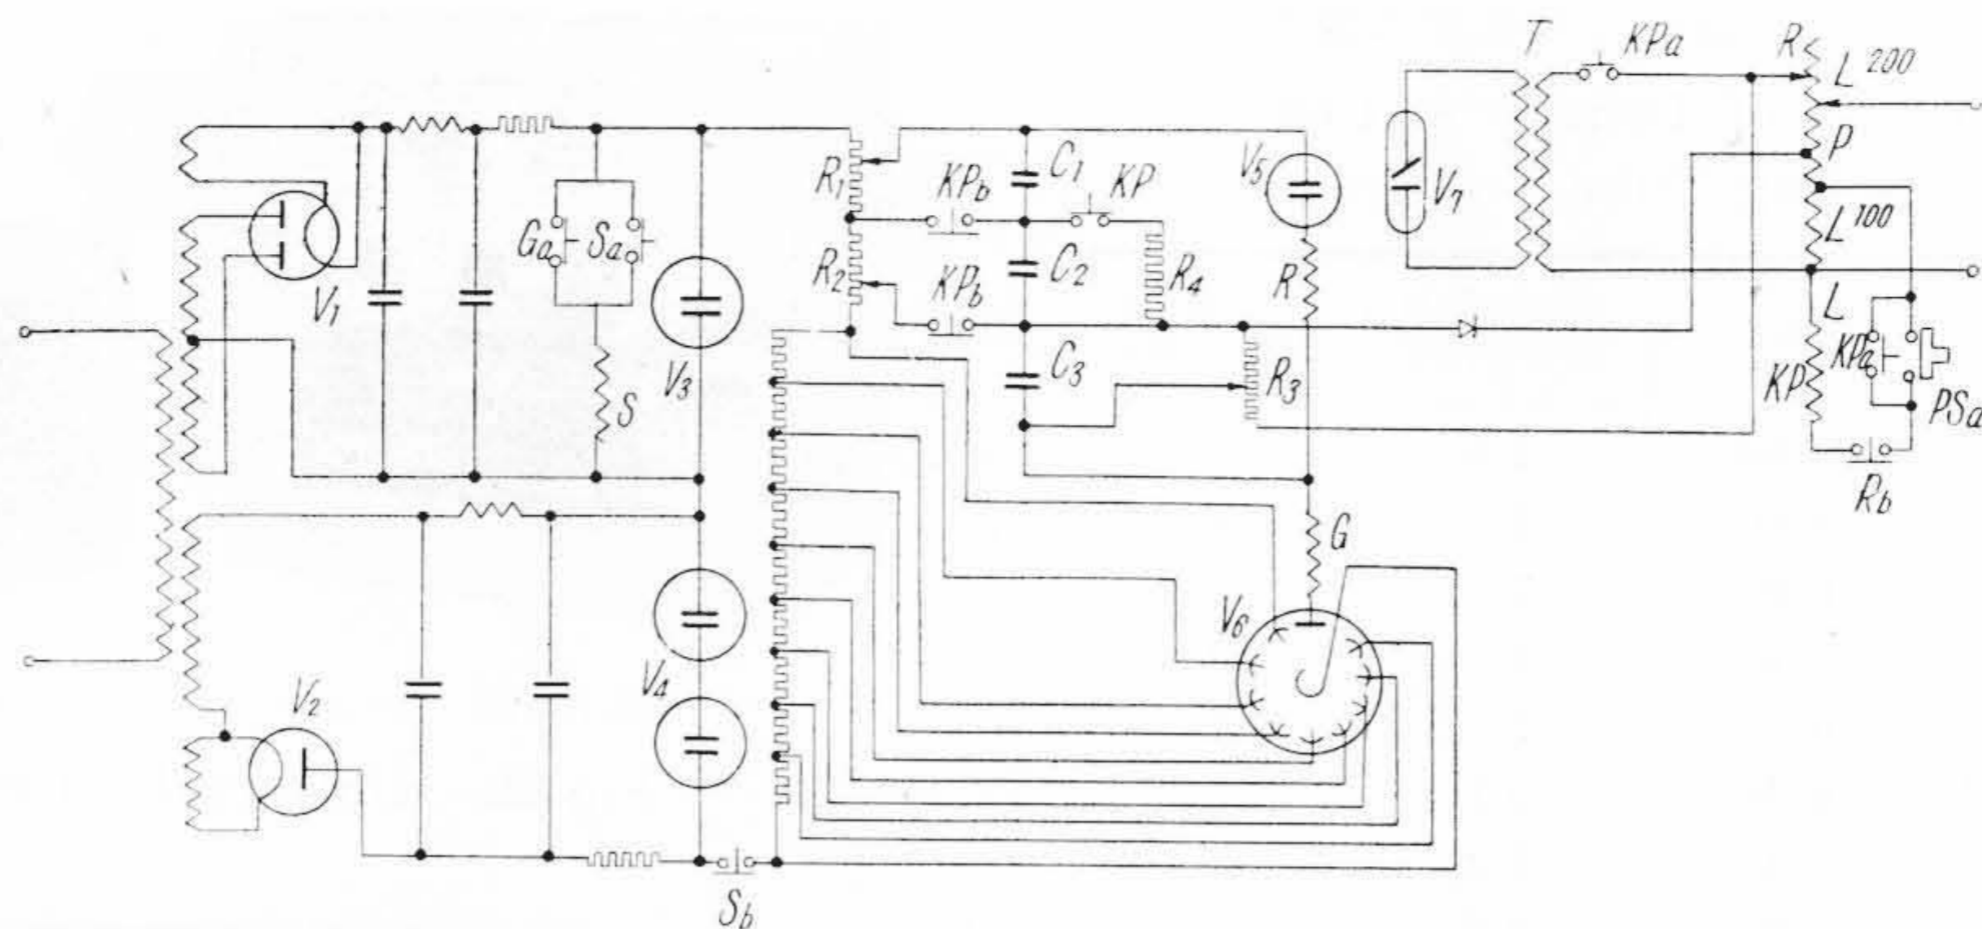 T
KPa
R
L 200
P
L 100
L
KP
KPa
PSa
Rb
V7
V1
Ga
Sa
S
V3
R1
R2
KPb
KPb
C1
KP
C2
R4
C3
R3
V5
R
G
V6
V2
V4
Sb